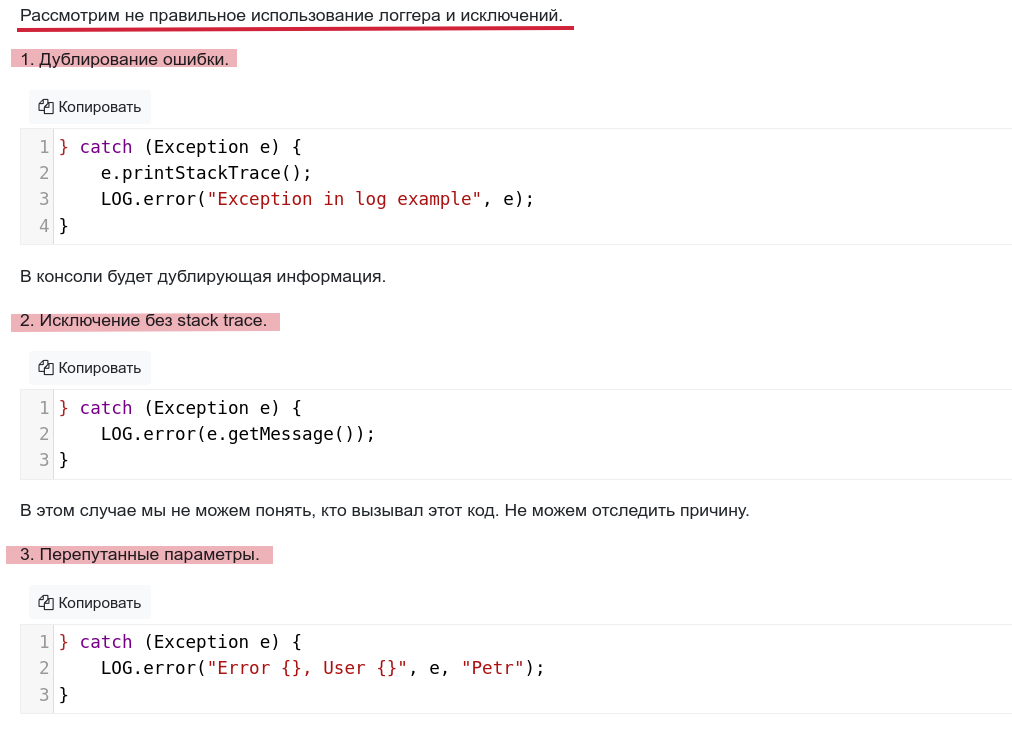 Рассмотрим не правильное использование логгера и исключений.
1. Дублирование ошибки.
Копировать
1 } catch (Exception e) {
2     e.printStackTrace();
3     LOG.error("Exception in log example", e);
4 }
В консоли будет дублирующая информация.
2. Исключение без stack trace.
Копировать
1 } catch (Exception e) {
2     LOG.error(e.getMessage());
3 }
В этом случае мы не можем понять, кто вызывал этот код. Не можем отследить причину.
3. Перепутанные параметры.
Копировать
1 } catch (Exception e) {
2     LOG.error("Error {}, User {}", e, "Petr");
3 }